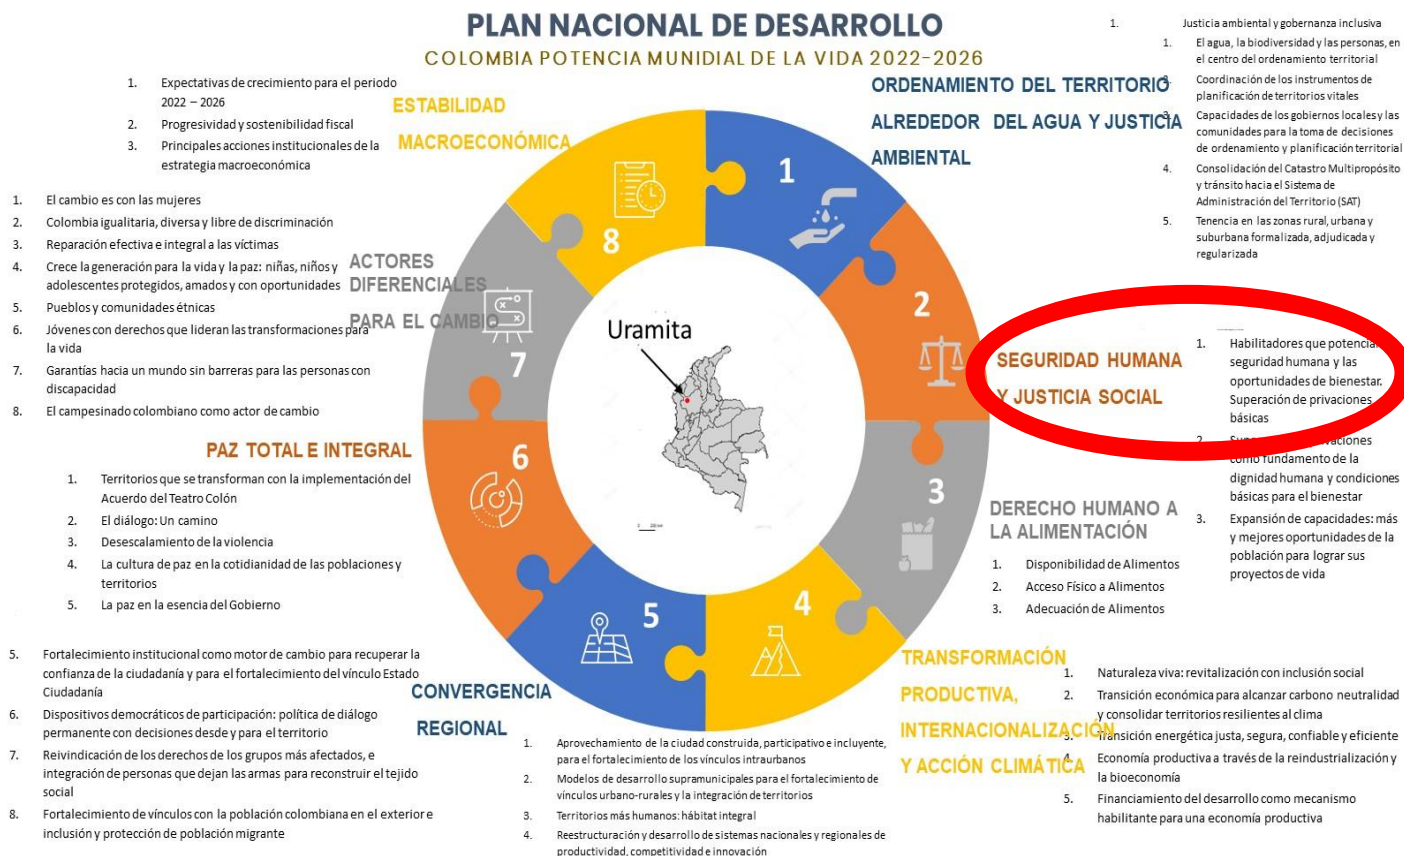 PLAN NACIONAL DE DESARROLLO
COLOMBIA POTENCIA MUNDIAL DE LA VIDA 2022-2026
1. Expectativas de crecimiento para el periodo
2022 – 2026
2. Progresividad y sostenibilidad fiscal
3. Principales acciones institucionales de la
estrategia macroeconómica
ESTABILIDAD
MACROECONÓMICA
8
1
ORDENAMIENTO DEL TERRITORIO
ALREDEDOR DEL AGUA Y JUSTICIA
AMBIENTAL
1. Justicia ambiental y gobernanza inclusiva
1. El agua, la biodiversidad y las personas, en
el centro del ordenamiento territorial
Coordinación de los instrumentos de
planificación de territorios vitales
3. Capacidades de los gobiernos locales y las
comunidades para la toma de decisiones
de ordenamiento y planificación territorial
4. Consolidación del Catastro Multipropósito
y tránsito hacia el Sistema de
Administración del Territorio (SAT)
5. Tenencia en las zonas rural, urbana y
suburbana formalizada, adjudicada y
regularizada
1. El cambio es con las mujeres
2. Colombia igualitaria, diversa y libre de discriminación
3. Reparación efectiva e integral a las víctimas
4. Crece la generación para la vida y la paz: niñas, niños y
adolescentes protegidos, amados y con oportunidades
5. Pueblos y comunidades étnicas
6. Jóvenes con derechos que lideran las transformaciones para
la vida
7. Garantías hacia un mundo sin barreras para las personas con
discapacidad
8. El campesinado colombiano como actor de cambio
ACTORES
DIFERENCIALES
PARA EL CAMBIO
7
Uramita
2
SEGURIDAD HUMANA
Y JUSTICIA SOCIAL
1. Habilitadores que potencian
seguridad humana y las
oportunidades de bienestar.
Superación de privaciones
básicas
2.
como fundamento de la
dignidad humana y condiciones
básicas para el bienestar
3. Expansión de capacidades: más
y mejores oportunidades de la
población para lograr sus
proyectos de vida
PAZ TOTAL E INTEGRAL
1. Territorios que se transforman con la implementación del
Acuerdo del Teatro Colón
2. El diálogo: Un camino
3. Desescalamiento de la violencia
4. La cultura de paz en la cotidianidad de las poblaciones y
territorios
5. La paz en la esencia del Gobierno
6
3
DERECHO HUMANO A
LA ALIMENTACIÓN
1. Disponibilidad de Alimentos
2. Acceso Físico a Alimentos
3. Adecuación de Alimentos
5. Fortalecimiento institucional como motor de cambio para recuperar la
confianza de la ciudadanía y para el fortalecimiento del vínculo Estado
Ciudadanía
6. Dispositivos democráticos de participación: política de diálogo
permanente con decisiones desde y para el territorio
7. Reivindicación de los derechos de los grupos más afectados, e
integración de personas que dejan las armas para reconstruir el tejido
social
8. Fortalecimiento de vínculos con la población colombiana en el exterior e
inclusión y protección de población migrante
CONVERGENCIA
REGIONAL
5
1. Aprovechamiento de la ciudad construida, participativo e incluyente,
para el fortalecimiento de los vínculos intraurbanos
2. Modelos de desarrollo supramunicipales para el fortalecimiento de
vínculos urbano-rurales y la integración de territorios
3. Territorios más humanos: hábitat integral
4. Reestructuración y desarrollo de sistemas nacionales y regionales de
productividad, competitividad e innovación
4
TRANSFORMACIÓN
PRODUCTIVA,
INTERNACIONALIZACIÓN
Y ACCIÓN CLIMÁTICA
1. Naturaleza viva: revitalización con inclusión social
2. Transición económica para alcanzar carbono neutralidad
y consolidar territorios resilientes al clima
3. Transición energética justa, segura, confiable y eficiente
4. Economía productiva a través de la reindustrialización y
la bioeconomía
5. Financiamiento del desarrollo como mecanismo
habilitante para una economía productiva